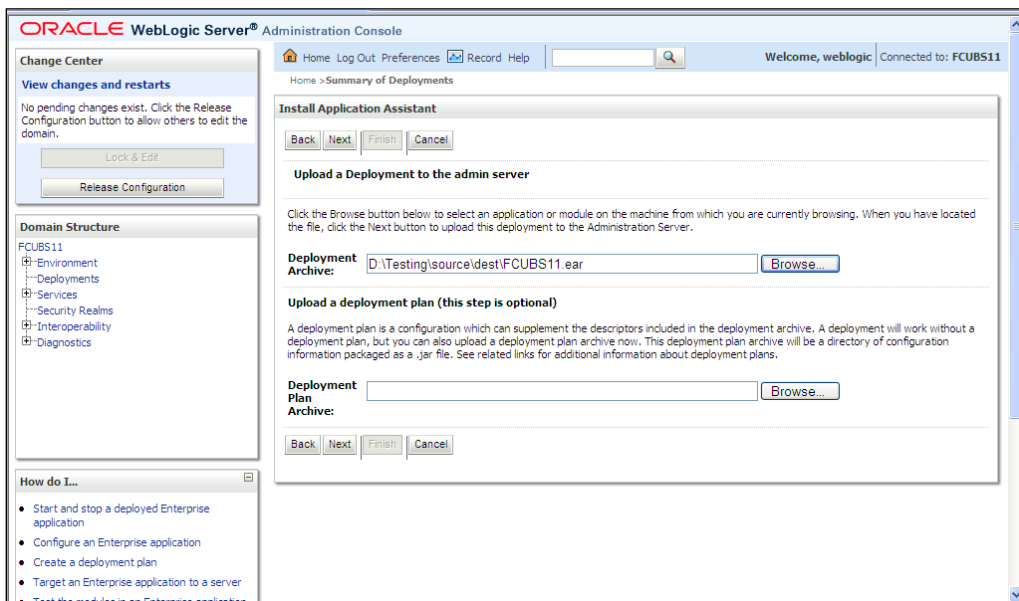 ORACLE WebLogic Server® Administration Console
Change Center
View changes and restarts
No pending changes exist. Click the Release
Configuration button to allow others to edit the
domain.
Lock & Edit
Release Configuration
Domain Structure
FCUBS11
Environment
Deployments
Services
Security Realms
Interoperability
Diagnostics
How do I...
Start and stop a deployed Enterprise
application
Configure an Enterprise application
Create a deployment plan
Target an Enterprise application to a server
Test the modules in an Enterprise application
Home Log Out Preferences Record Help
Welcome, weblogic Connected to: FCUBS11
Home >Summary of Deployments
Install Application Assistant
Back Next Finish Cancel
Upload a Deployment to the admin server
Click the Browse button below to select an application or module on the machine from which you are currently browsing. When you have located
the file, click the Next button to upload this deployment to the Administration Server.
Deployment
Archive: D:\Testing\source\dest\FCUBS11.ear Browse...
Upload a deployment plan (this step is optional)
A deployment plan is a configuration which can supplement the descriptors included in the deployment archive. A deployment will work without a
deployment plan, but you can also upload a deployment plan archive now. This deployment plan archive will be a directory of configuration
information packaged as a .jar file. See related links for additional information about deployment plans.
Deployment
Plan
Archive: Browse...
Back Next Finish Cancel